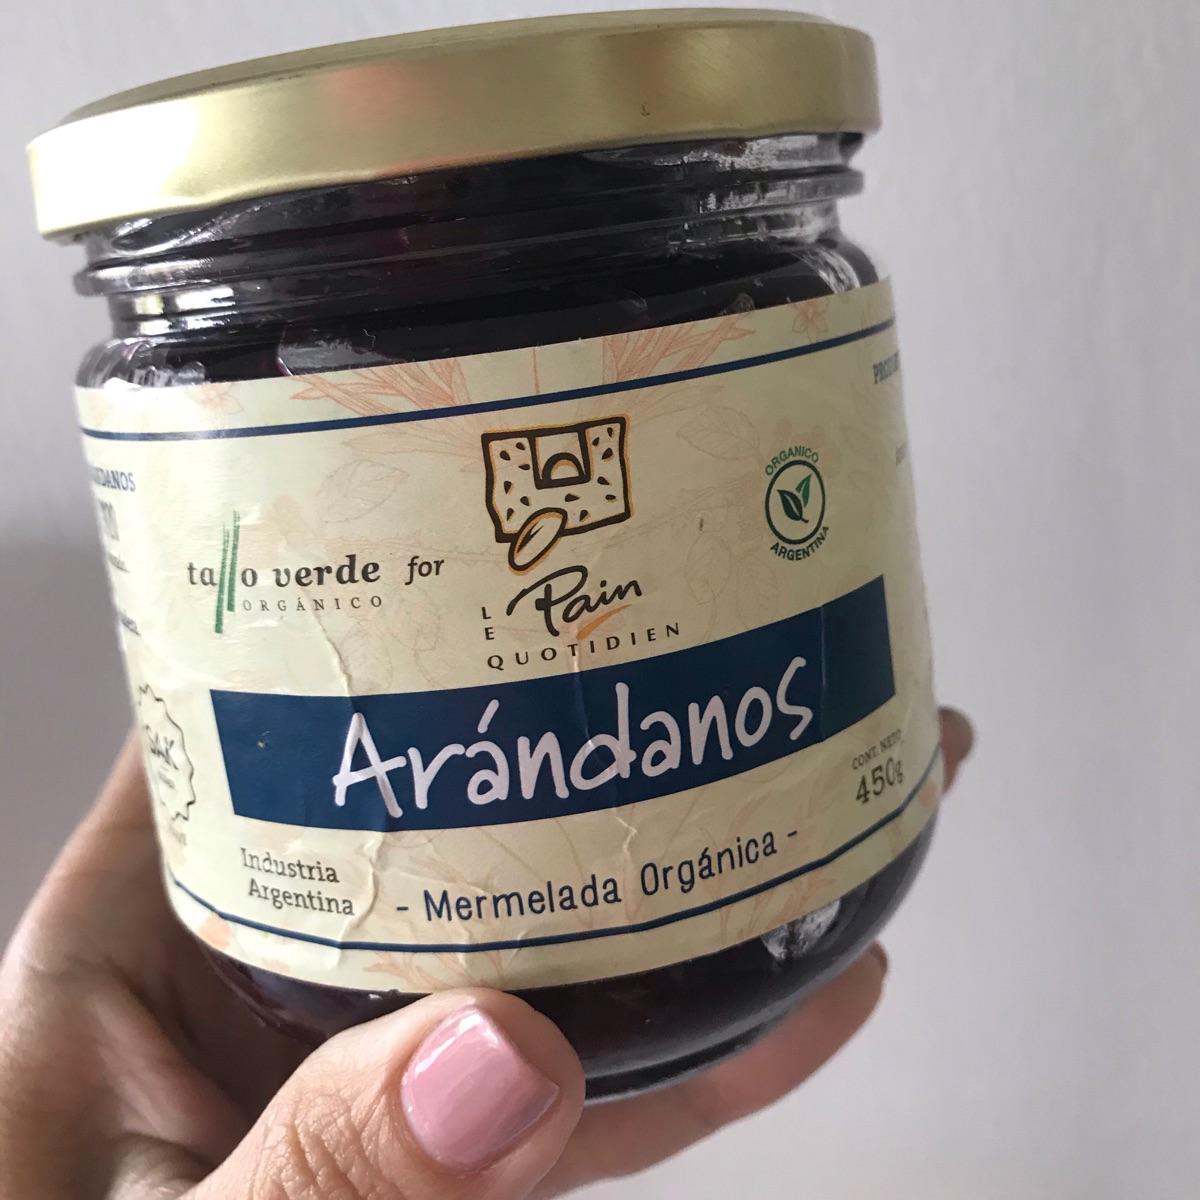 tallo verde for
ORGÁNICO
LE Pain
QUOTIDIEN
ORGANICO
ARGENTINA
Arándanos
CONT. NETO
450g
Industria
Argentina
- Mermelada Orgánica -